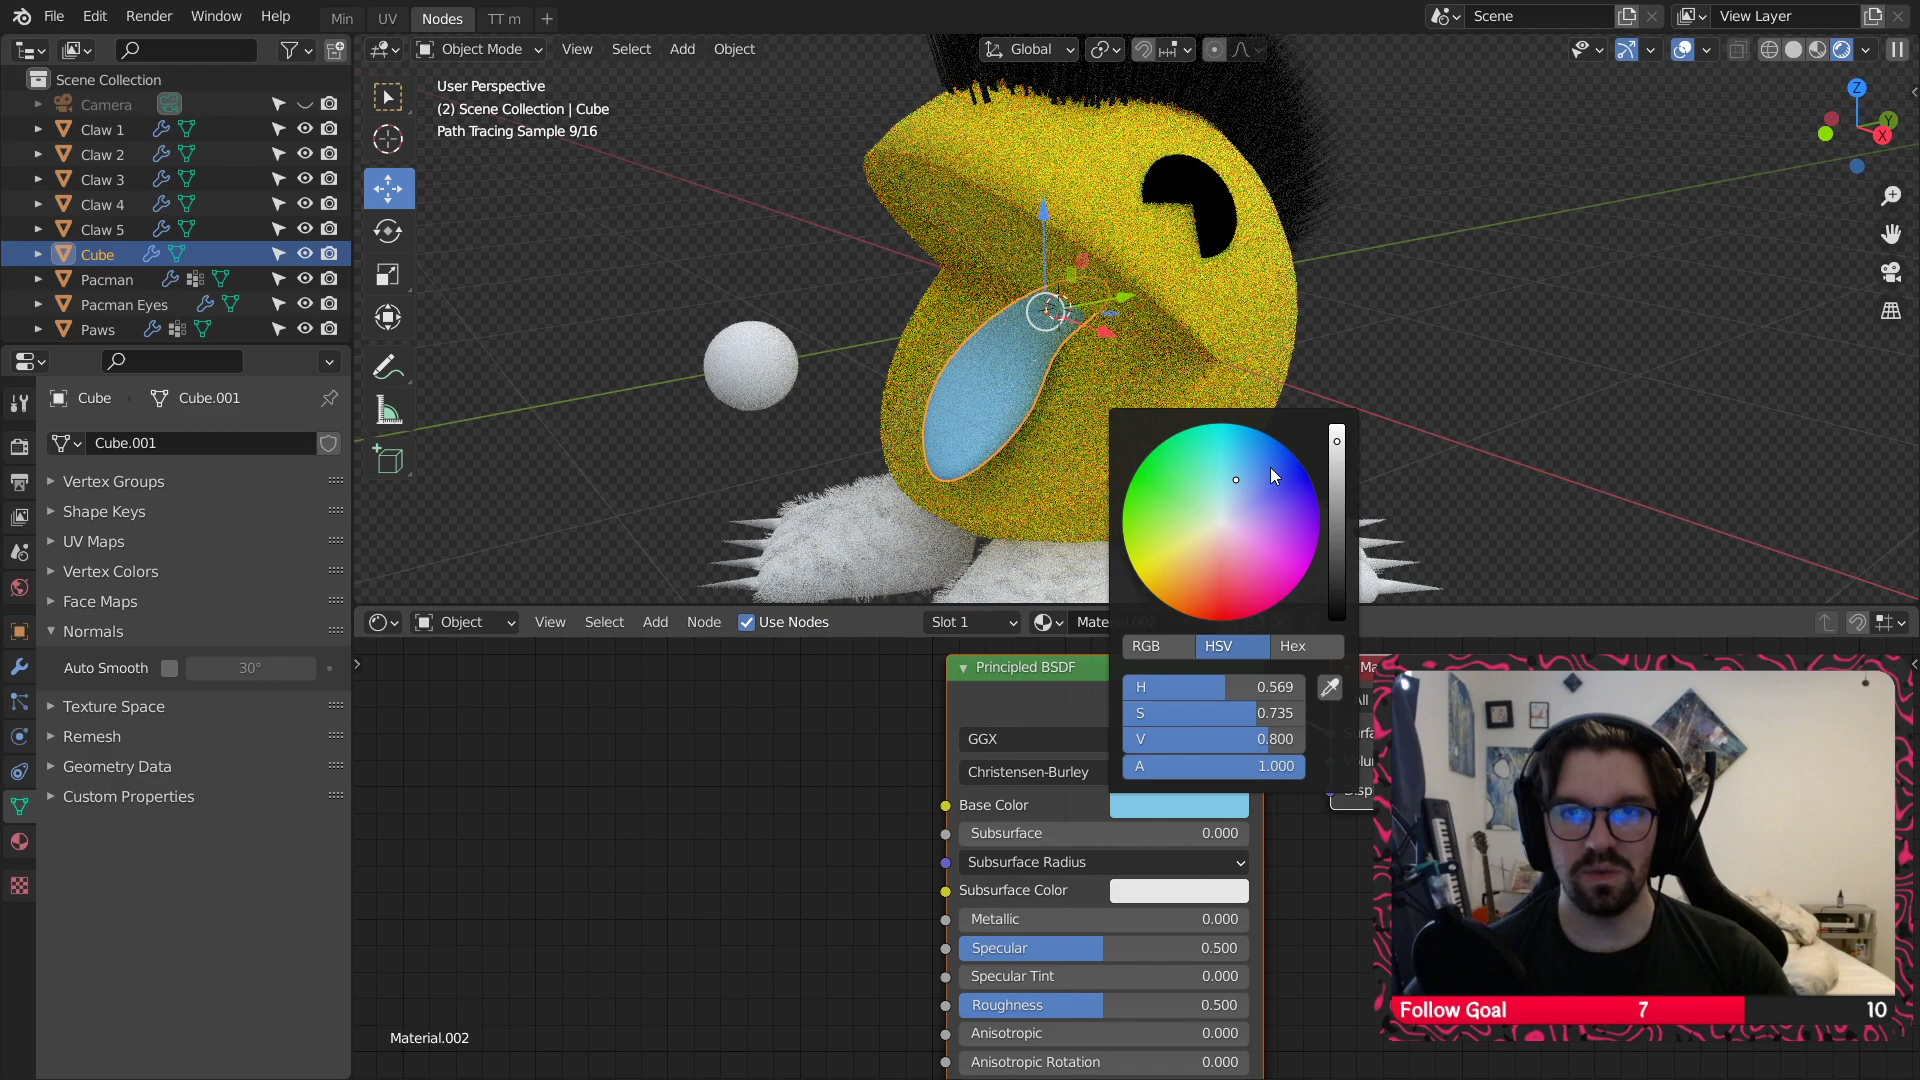 File Edit Render Window Help
Min UV Nodes TT m
Scene
View Layer
Object Mode View Select Add Object
Global
Scene Collection
Camera
Claw 1
Claw 2
Claw 3
Claw 4
Claw 5
Cube
Pacman
Pacman Eyes
Paws
User Perspective
(2) Scene Collection | Cube
Path Tracing Sample 9/16
Z
Y
X
Cube Cube.001
Cube.001
Vertex Groups
Shape Keys
UV Maps
Vertex Colors
Face Maps
Normals
Auto Smooth 30°
Texture Space
Remesh
Geometry Data
Custom Properties
Object View Select Add Node Use Nodes Slot 1 Material.002
RGB HSV Hex
H 0.569
S 0.735
V 0.800
A 1.000
Principled BSDF
GGX
Christensen-Burley
Base Color
Subsurface 0.000
Subsurface Radius
Subsurface Color
Metallic 0.000
Specular 0.500
Specular Tint 0.000
Roughness 0.500
Anisotropic 0.000
Anisotropic Rotation 0.000
Ma
All
Surfa
Volu
Disp
Material.002
Follow Goal 7 10